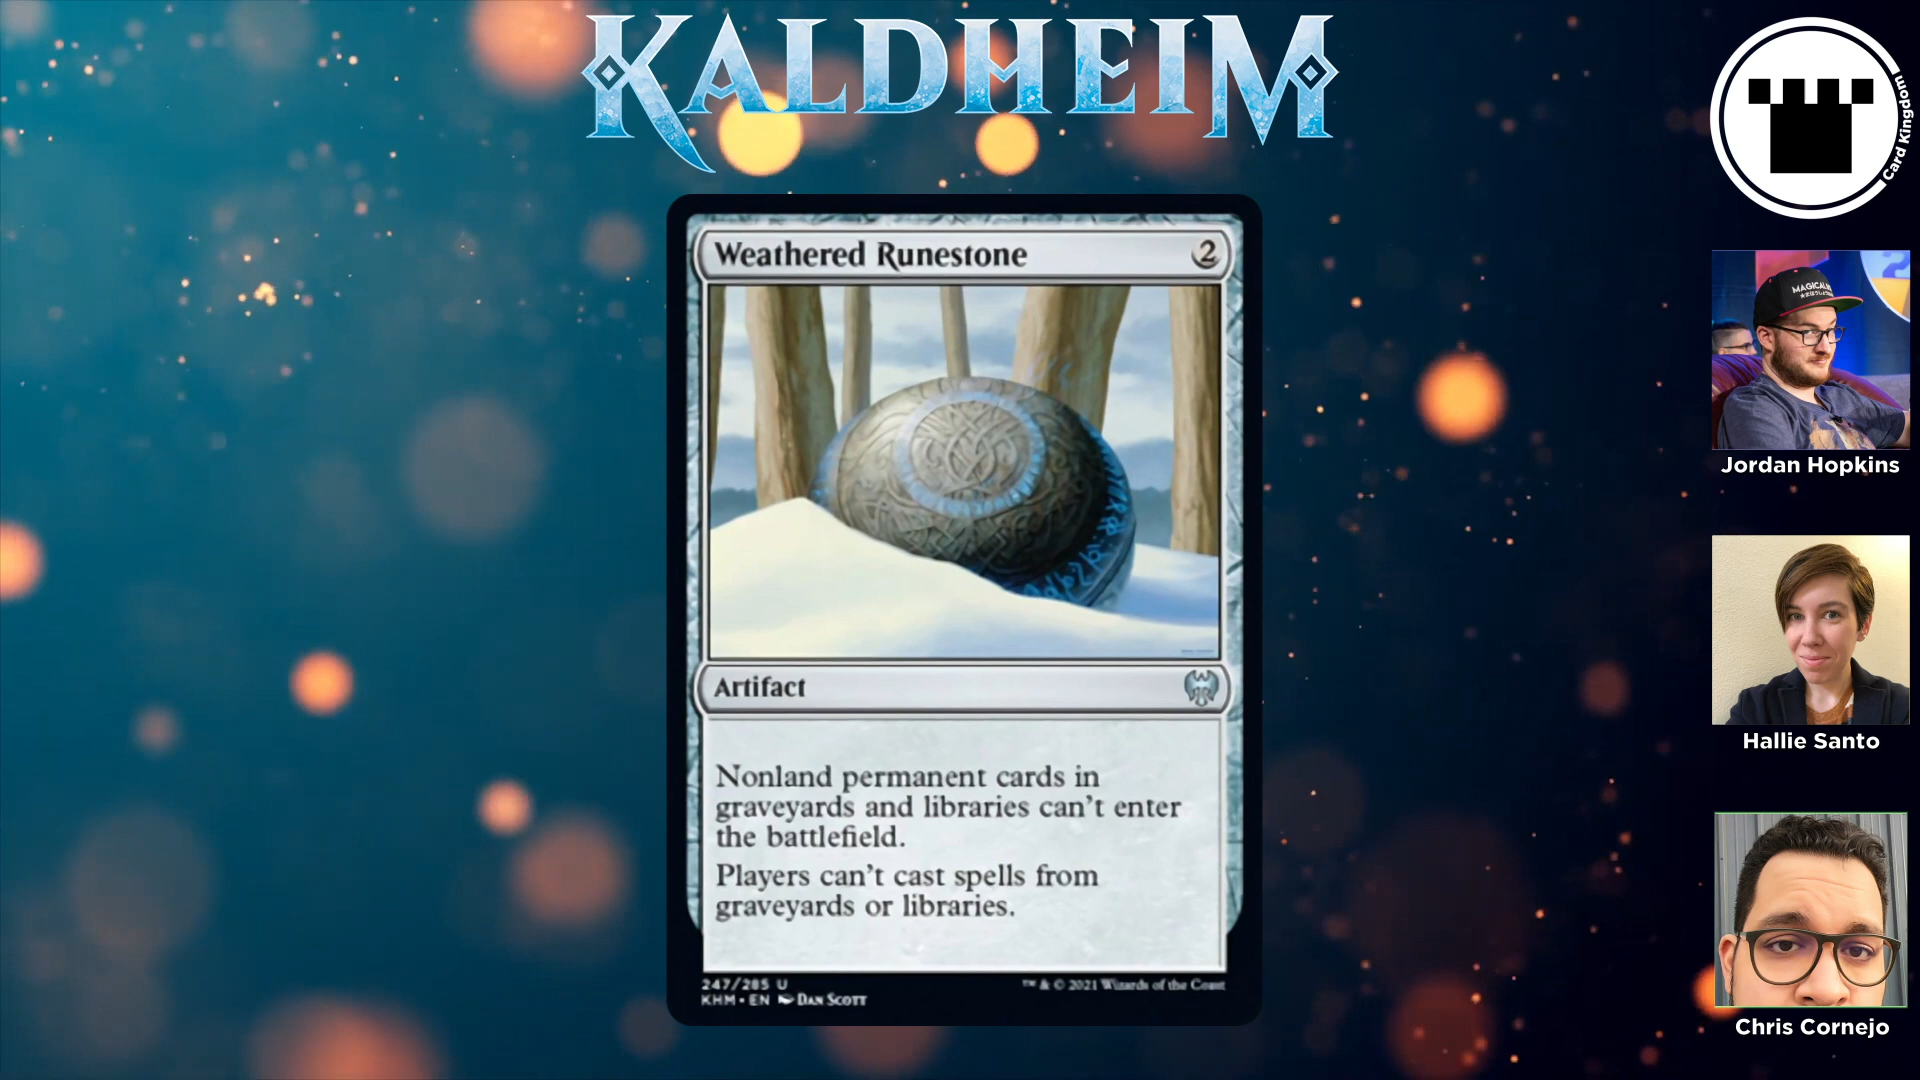 KALDHEIM
Card Kingdom
Weathered Runestone 2
Artifact
Nonland permanent cards in
graveyards and libraries can't enter
the battlefield.
Players can't cast spells from
graveyards or libraries.
247/285 U
KHM • EN DAN SCOTT
™ & © 2021 Wizards of the Coast
Jordan Hopkins
Hallie Santo
Chris Cornejo